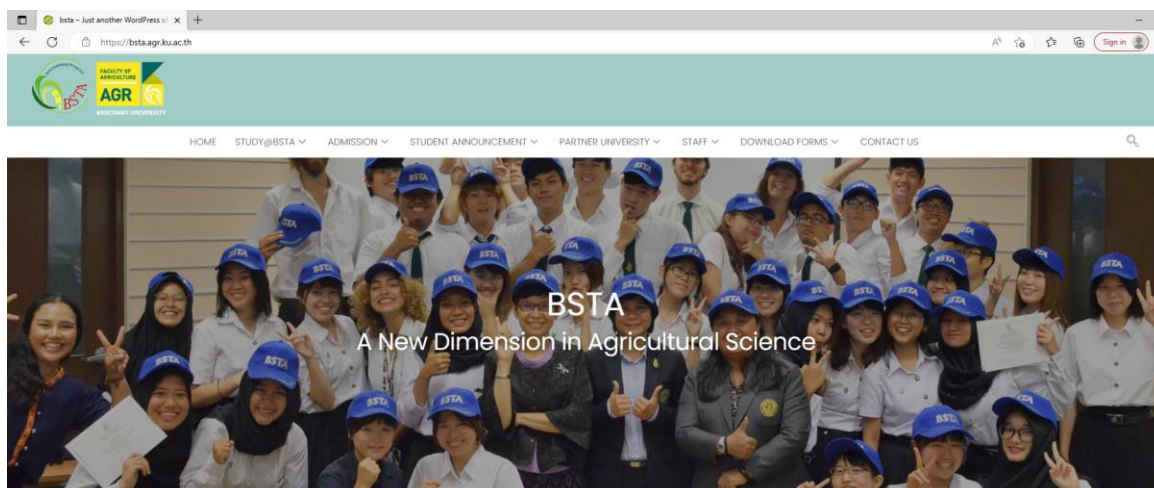 bsta – Just another WordPress si
https://bsta.agr.ku.ac.th
Sign in
International Program
BSTA
FACULTY OF
AGRICULTURE
AGR
KASETSART UNIVERSITY
HOME STUDY@BSTA ADMISSION STUDENT ANNOUNCEMENT PARTNER UNIVERSITY STAFF DOWNLOAD FORMS CONTACT US
BSTA
A New Dimension in Agricultural Science